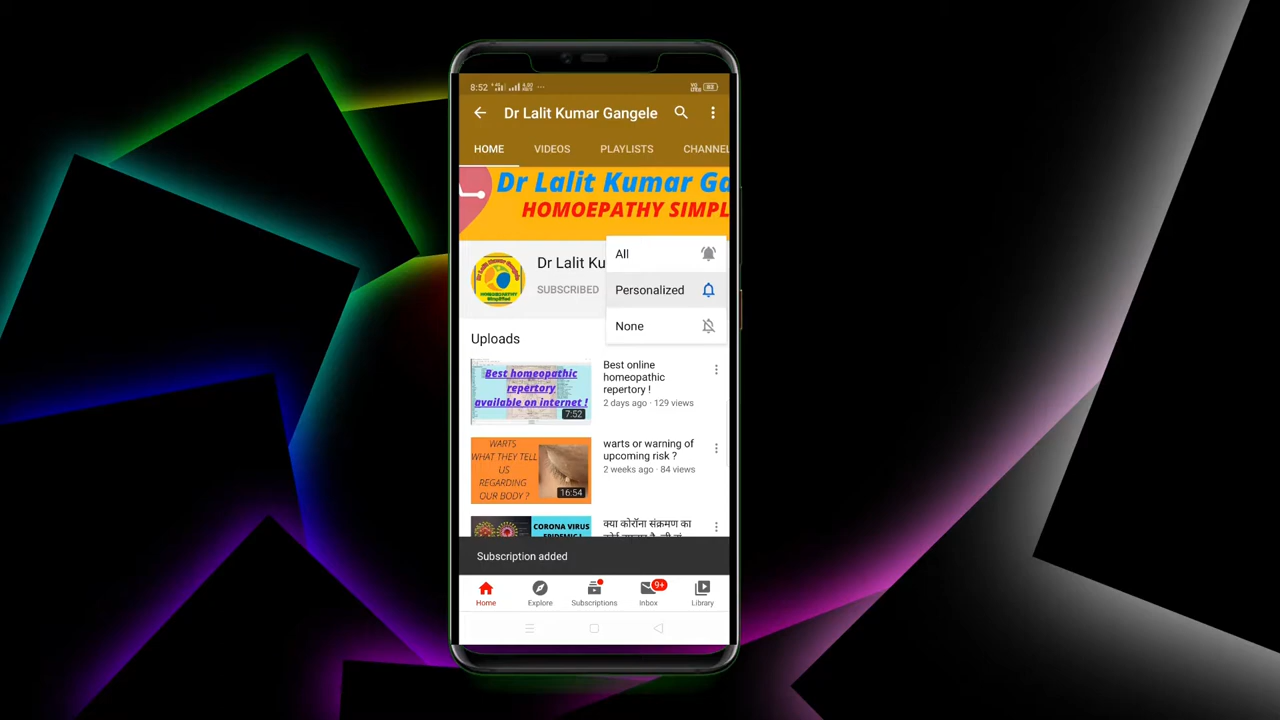 8:52
Dr Lalit Kumar Gangele
HOME VIDEOS PLAYLISTS CHANNEL
Dr Lalit Kumar Ga
HOMOEPATHY SIMPL
All
Dr Lalit Ku
SUBSCRIBED
Personalized
None
Uploads
Best homeopathic
repertory
available on internet !
7:52
Best online
homeopathic
repertory !
2 days ago · 129 views
WARTS
WHAT THEY TELL
US
REGARDING
OUR BODY ?
16:54
warts or warning of
upcoming risk ?
2 weeks ago · 84 views
CORONA VIRUS
क्या कोरॉना संक्रमण का
Subscription added
9+
Home Explore Subscriptions Inbox Library